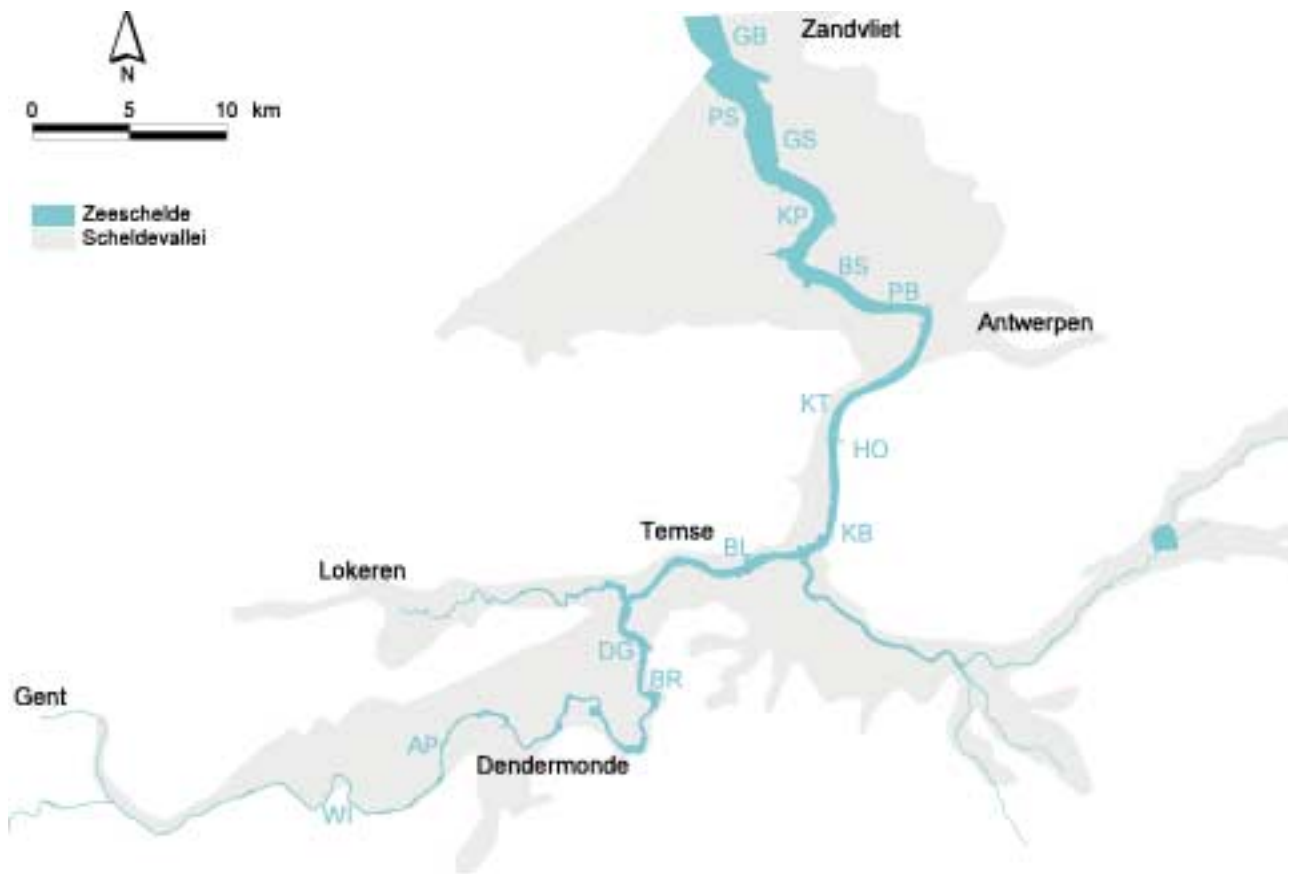 GB
Zandvliet
N
0 5 10 km
PS
GS
Zeeschelde
KP
Scheldevallei
BS
PB
Antwerpen
KT
HO
Temse
BL
KB
Lokeren
DG
BR
Gent
AP
Dendermonde
WI